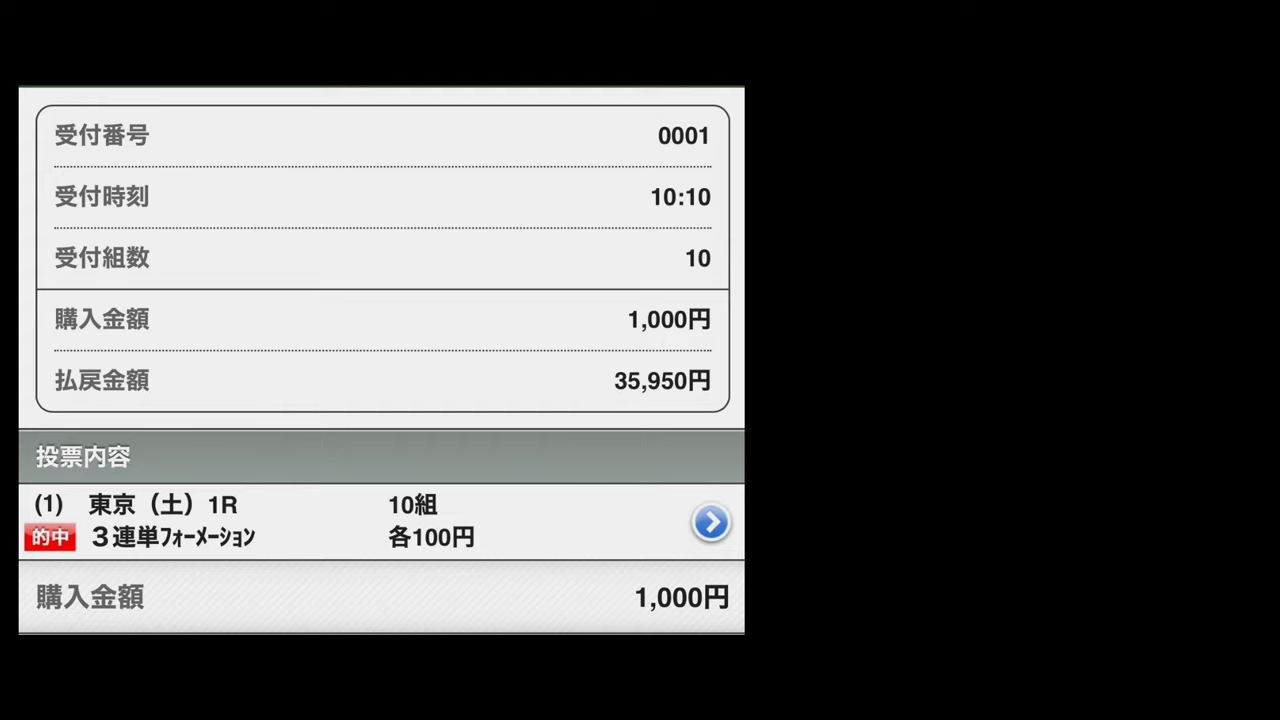 受付番号 0001
受付時刻 10:10
受付組数 10
購入金額 1,000円
払戻金額 35,950円
投票内容
(1) 東京（土）1R 10組
的中 ３連単ﾌｫｰﾒｰｼｮﾝ 各100円
購入金額 1,000円